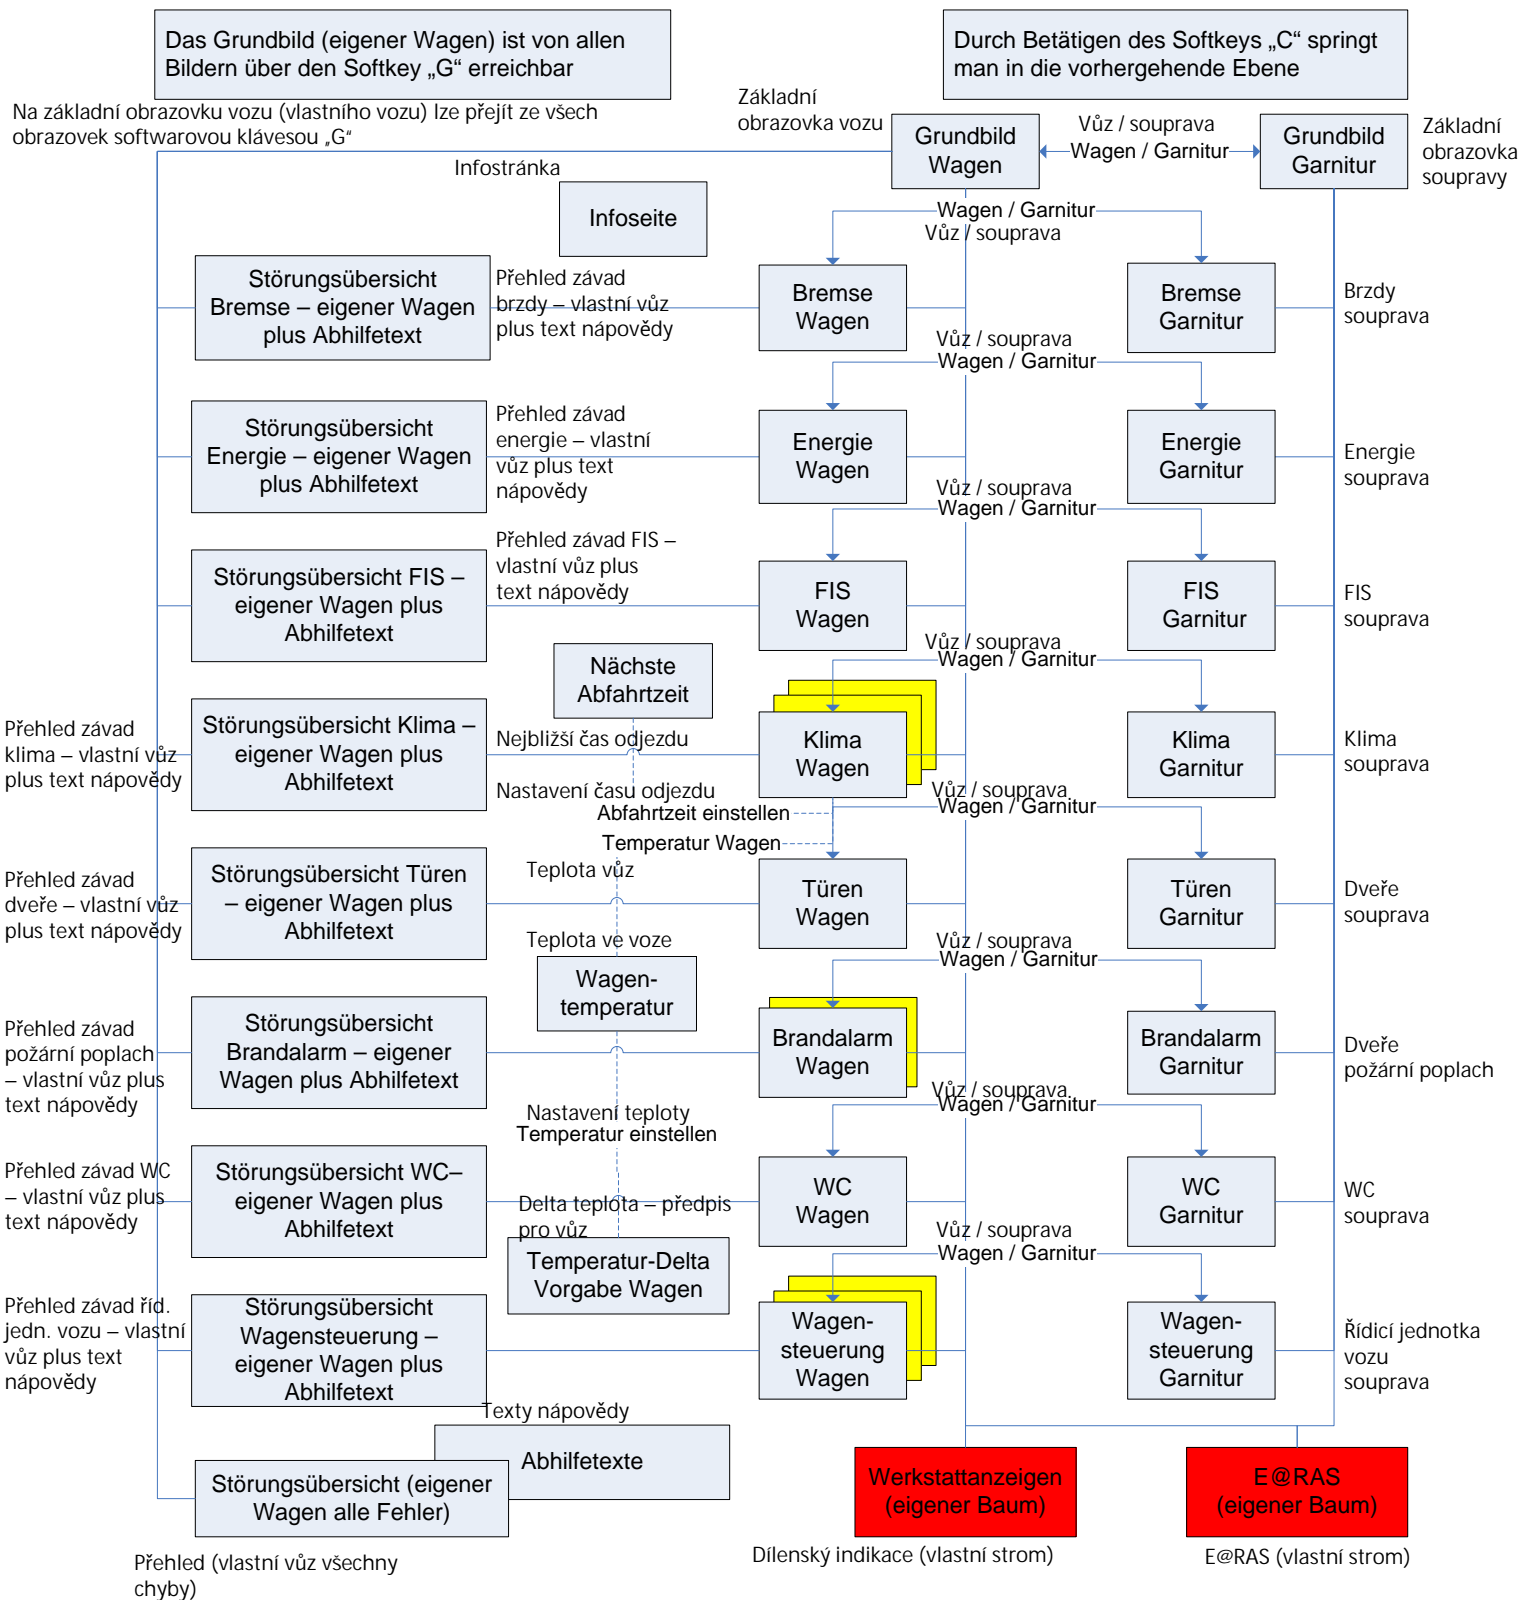 Das Grundbild (eigener Wagen) ist von allen
Bildern über den Softkey „G“ erreichbar
Durch Betätigen des Softkeys „C“ springt
man in die vorhergehende Ebene
Na základní obrazovku vozu (vlastního vozu) lze přejít ze všech
obrazovek softwarovou klávesou „G“
Základní
obrazovka vozu
Grundbild
Wagen
Vůz / souprava
Wagen / Garnitur
Grundbild
Garnitur
Základní
obrazovka
soupravy
Infostránka
Infoseite
Wagen / Garnitur
Vůz / souprava
Störungsübersicht
Bremse – eigener Wagen
plus Abhilfetext
Přehled závad
brzdy – vlastní vůz
plus text nápovědy
Bremse
Wagen
Bremse
Garnitur
Brzdy
souprava
Vůz / souprava
Wagen / Garnitur
Störungsübersicht
Energie – eigener Wagen
plus Abhilfetext
Přehled závad
energie – vlastní
vůz plus text
nápovědy
Energie
Wagen
Energie
Garnitur
Energie
souprava
Vůz / souprava
Wagen / Garnitur
Störungsübersicht FIS –
eigener Wagen plus
Abhilfetext
Přehled závad FIS –
vlastní vůz plus
text nápovědy
FIS
Wagen
FIS
Garnitur
FIS
souprava
Vůz / souprava
Wagen / Garnitur
Nächste
Abfahrtzeit
Přehled závad
klima – vlastní vůz
plus text nápovědy
Störungsübersicht Klima –
eigener Wagen plus
Abhilfetext
Nejbližší čas odjezdu
Klima
Wagen
Klima
Garnitur
Klima
souprava
Nastavení času odjezdu
Abfahrtzeit einstellen
Vůz / souprava
Wagen / Garnitur
Temperatur Wagen
Přehled závad
dveře – vlastní vůz
plus text nápovědy
Störungsübersicht Türen
– eigener Wagen plus
Abhilfetext
Teplota vůz
Türen
Wagen
Türen
Garnitur
Dveře
souprava
Teplota ve voze
Wagen-
temperatur
Vůz / souprava
Wagen / Garnitur
Přehled závad
požární poplach
– vlastní vůz plus
text nápovědy
Störungsübersicht
Brandalarm – eigener
Wagen plus Abhilfetext
Brandalarm
Wagen
Brandalarm
Garnitur
Dveře
požární poplach
Nastavení teploty
Temperatur einstellen
Vůz / souprava
Wagen / Garnitur
Přehled závad WC
– vlastní vůz plus
text nápovědy
Störungsübersicht WC–
eigener Wagen plus
Abhilfetext
WC
Wagen
WC
Garnitur
WC
souprava
Delta teplota – předpis
pro vůz
Temperatur-Delta
Vorgabe Wagen
Vůz / souprava
Wagen / Garnitur
Přehled závad říd.
jedn. vozu – vlastní
vůz plus text
nápovědy
Störungsübersicht
Wagensteuerung –
eigener Wagen plus
Abhilfetext
Wagen-
steuerung
Wagen
Wagen-
steuerung
Garnitur
Řídicí jednotka
vozu
souprava
Texty nápovědy
Abhilfetexte
Störungsübersicht (eigener
Wagen alle Fehler)
Werkstattanzeigen
(eigener Baum)
E@RAS
(eigener Baum)
Přehled (vlastní vůz všechny
chyby)
Dílenský indikace (vlastní strom)
E@RAS (vlastní strom)